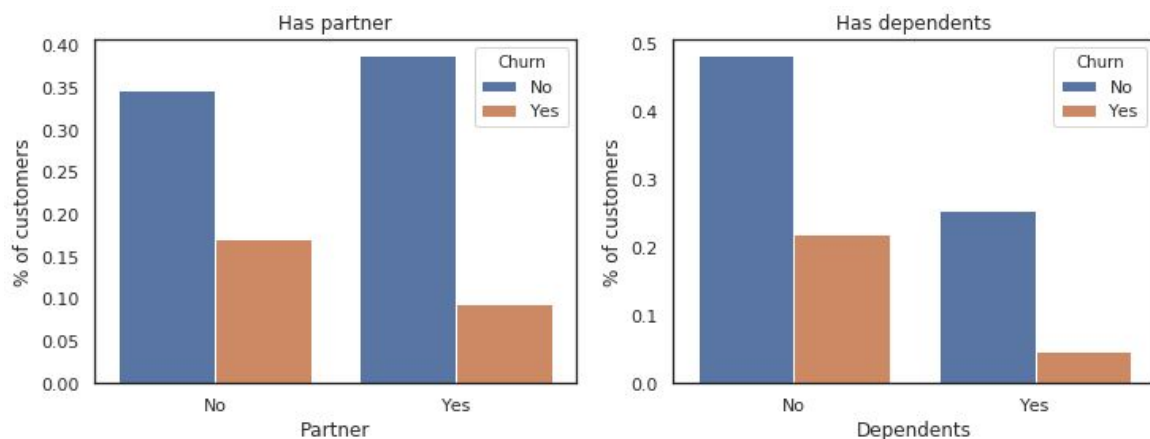 Has partner
0.40
0.35
0.30
0.25
0.20
0.15
0.10
0.05
0.00
% of customers
Churn
No
Yes
No Yes
Partner
Has dependents
0.5
0.4
0.3
0.2
0.1
0.0
% of customers
Churn
No
Yes
No Yes
Dependents